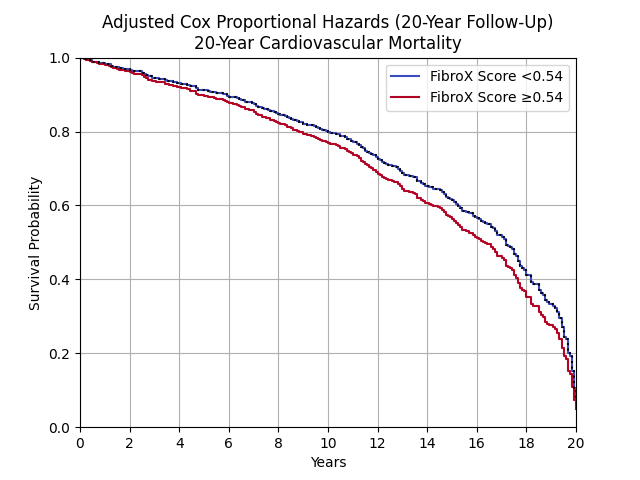 Adjusted Cox Proportional Hazards (20-Year Follow-Up)
20-Year Cardiovascular Mortality
FibroX Score <0.54
FibroX Score ≥0.54
Survival Probability
1.0
0.8
0.6
0.4
0.2
0.0
0 2 4 6 8 10 12 14 16 18 20
Years